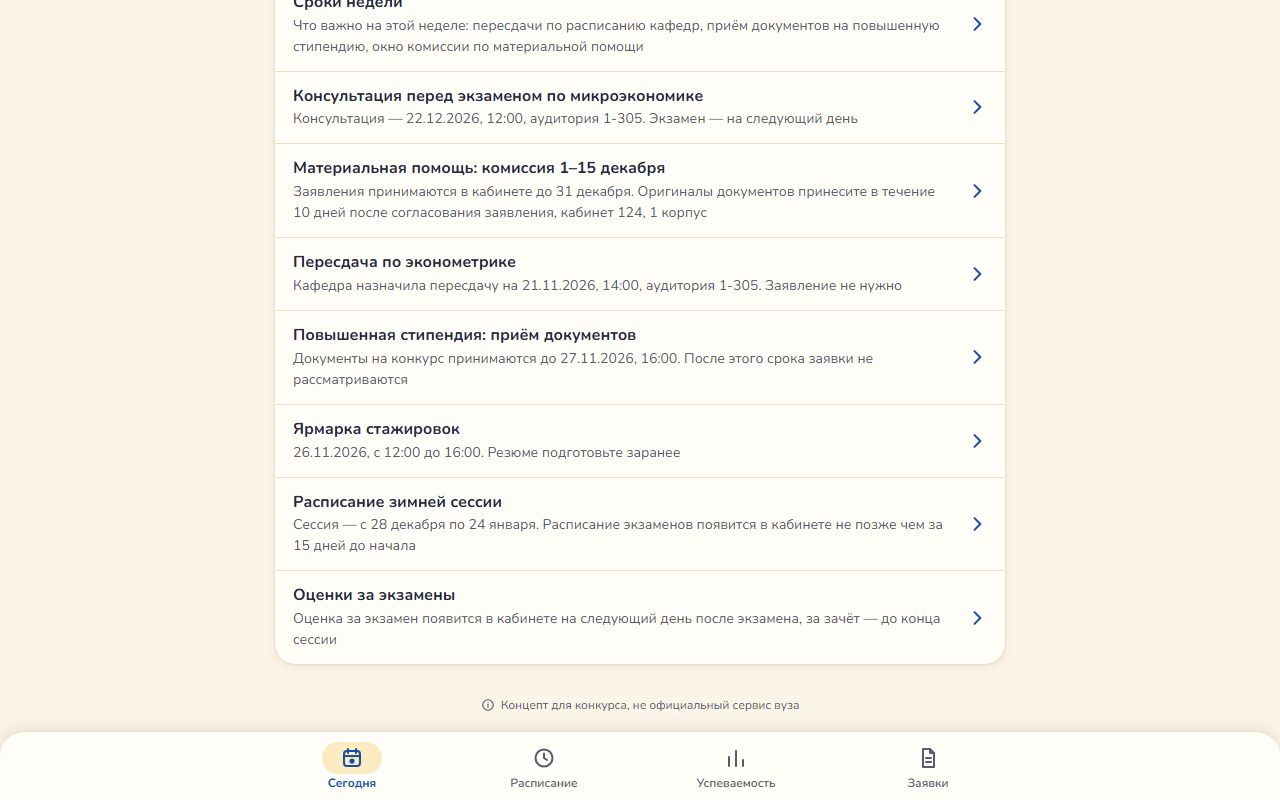 Сроки недели
Что важно на этой неделе: пересдачи по расписанию кафедр, приём документов на повышенную
стипендию, окно комиссии по материальной помощи
Консультация перед экзаменом по микроэкономике
Консультация — 22.12.2026, 12:00, аудитория 1-305. Экзамен — на следующий день
Материальная помощь: комиссия 1–15 декабря
Заявления принимаются в кабинете до 31 декабря. Оригиналы документов принесите в течение
10 дней после согласования заявления, кабинет 124, 1 корпус
Пересдача по эконометрике
Кафедра назначила пересдачу на 21.11.2026, 14:00, аудитория 1-305. Заявление не нужно
Повышенная стипендия: приём документов
Документы на конкурс принимаются до 27.11.2026, 16:00. После этого срока заявки не
рассматриваются
Ярмарка стажировок
26.11.2026, с 12:00 до 16:00. Резюме подготовьте заранее
Расписание зимней сессии
Сессия — с 28 декабря по 24 января. Расписание экзаменов появится в кабинете не позже чем за
15 дней до начала
Оценки за экзамены
Оценка за экзамен появится в кабинете на следующий день после экзамена, за зачёт — до конца
сессии
Концепт для конкурса, не официальный сервис вуза
Сегодня
Расписание
Успеваемость
Заявки